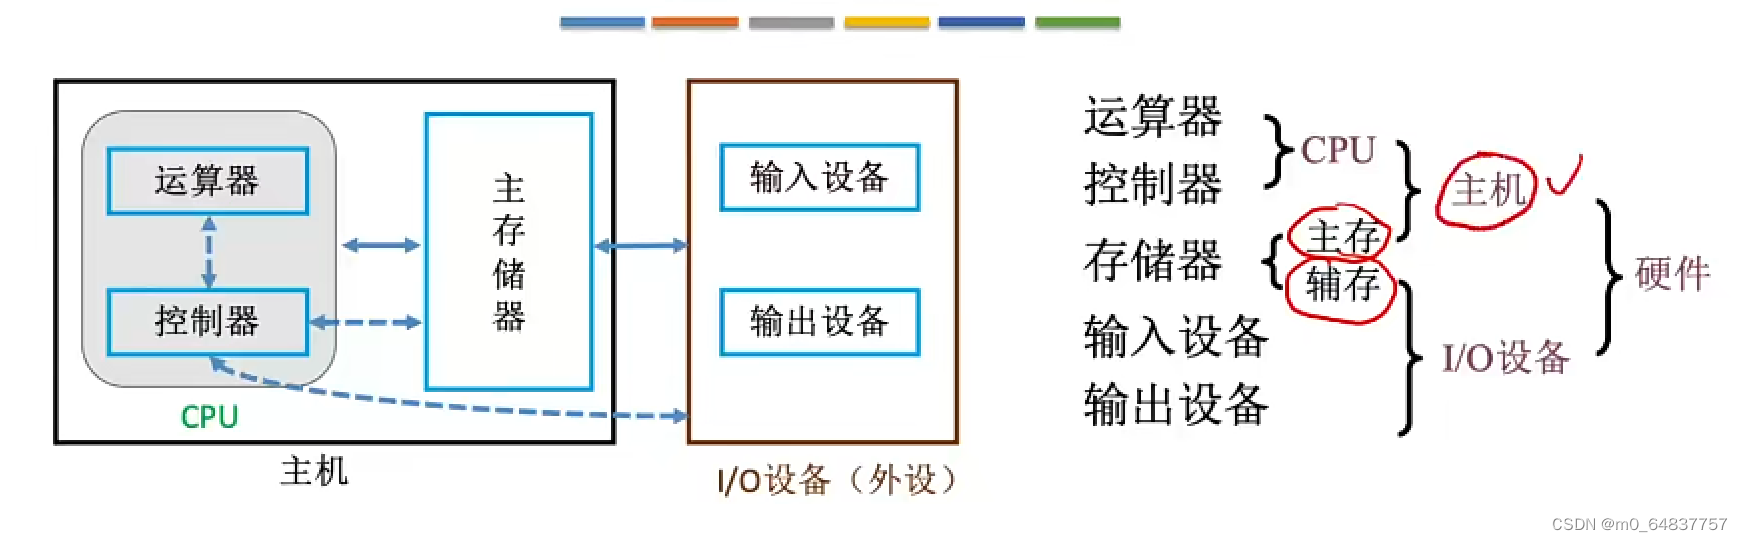 运算器
控制器
CPU
主存储器
主机
输入设备
输出设备
I/O设备（外设）
运算器
控制器
CPU
存储器
主存
辅存
主机
输入设备
输出设备
I/O设备
硬件
CSDN @m0_64837757